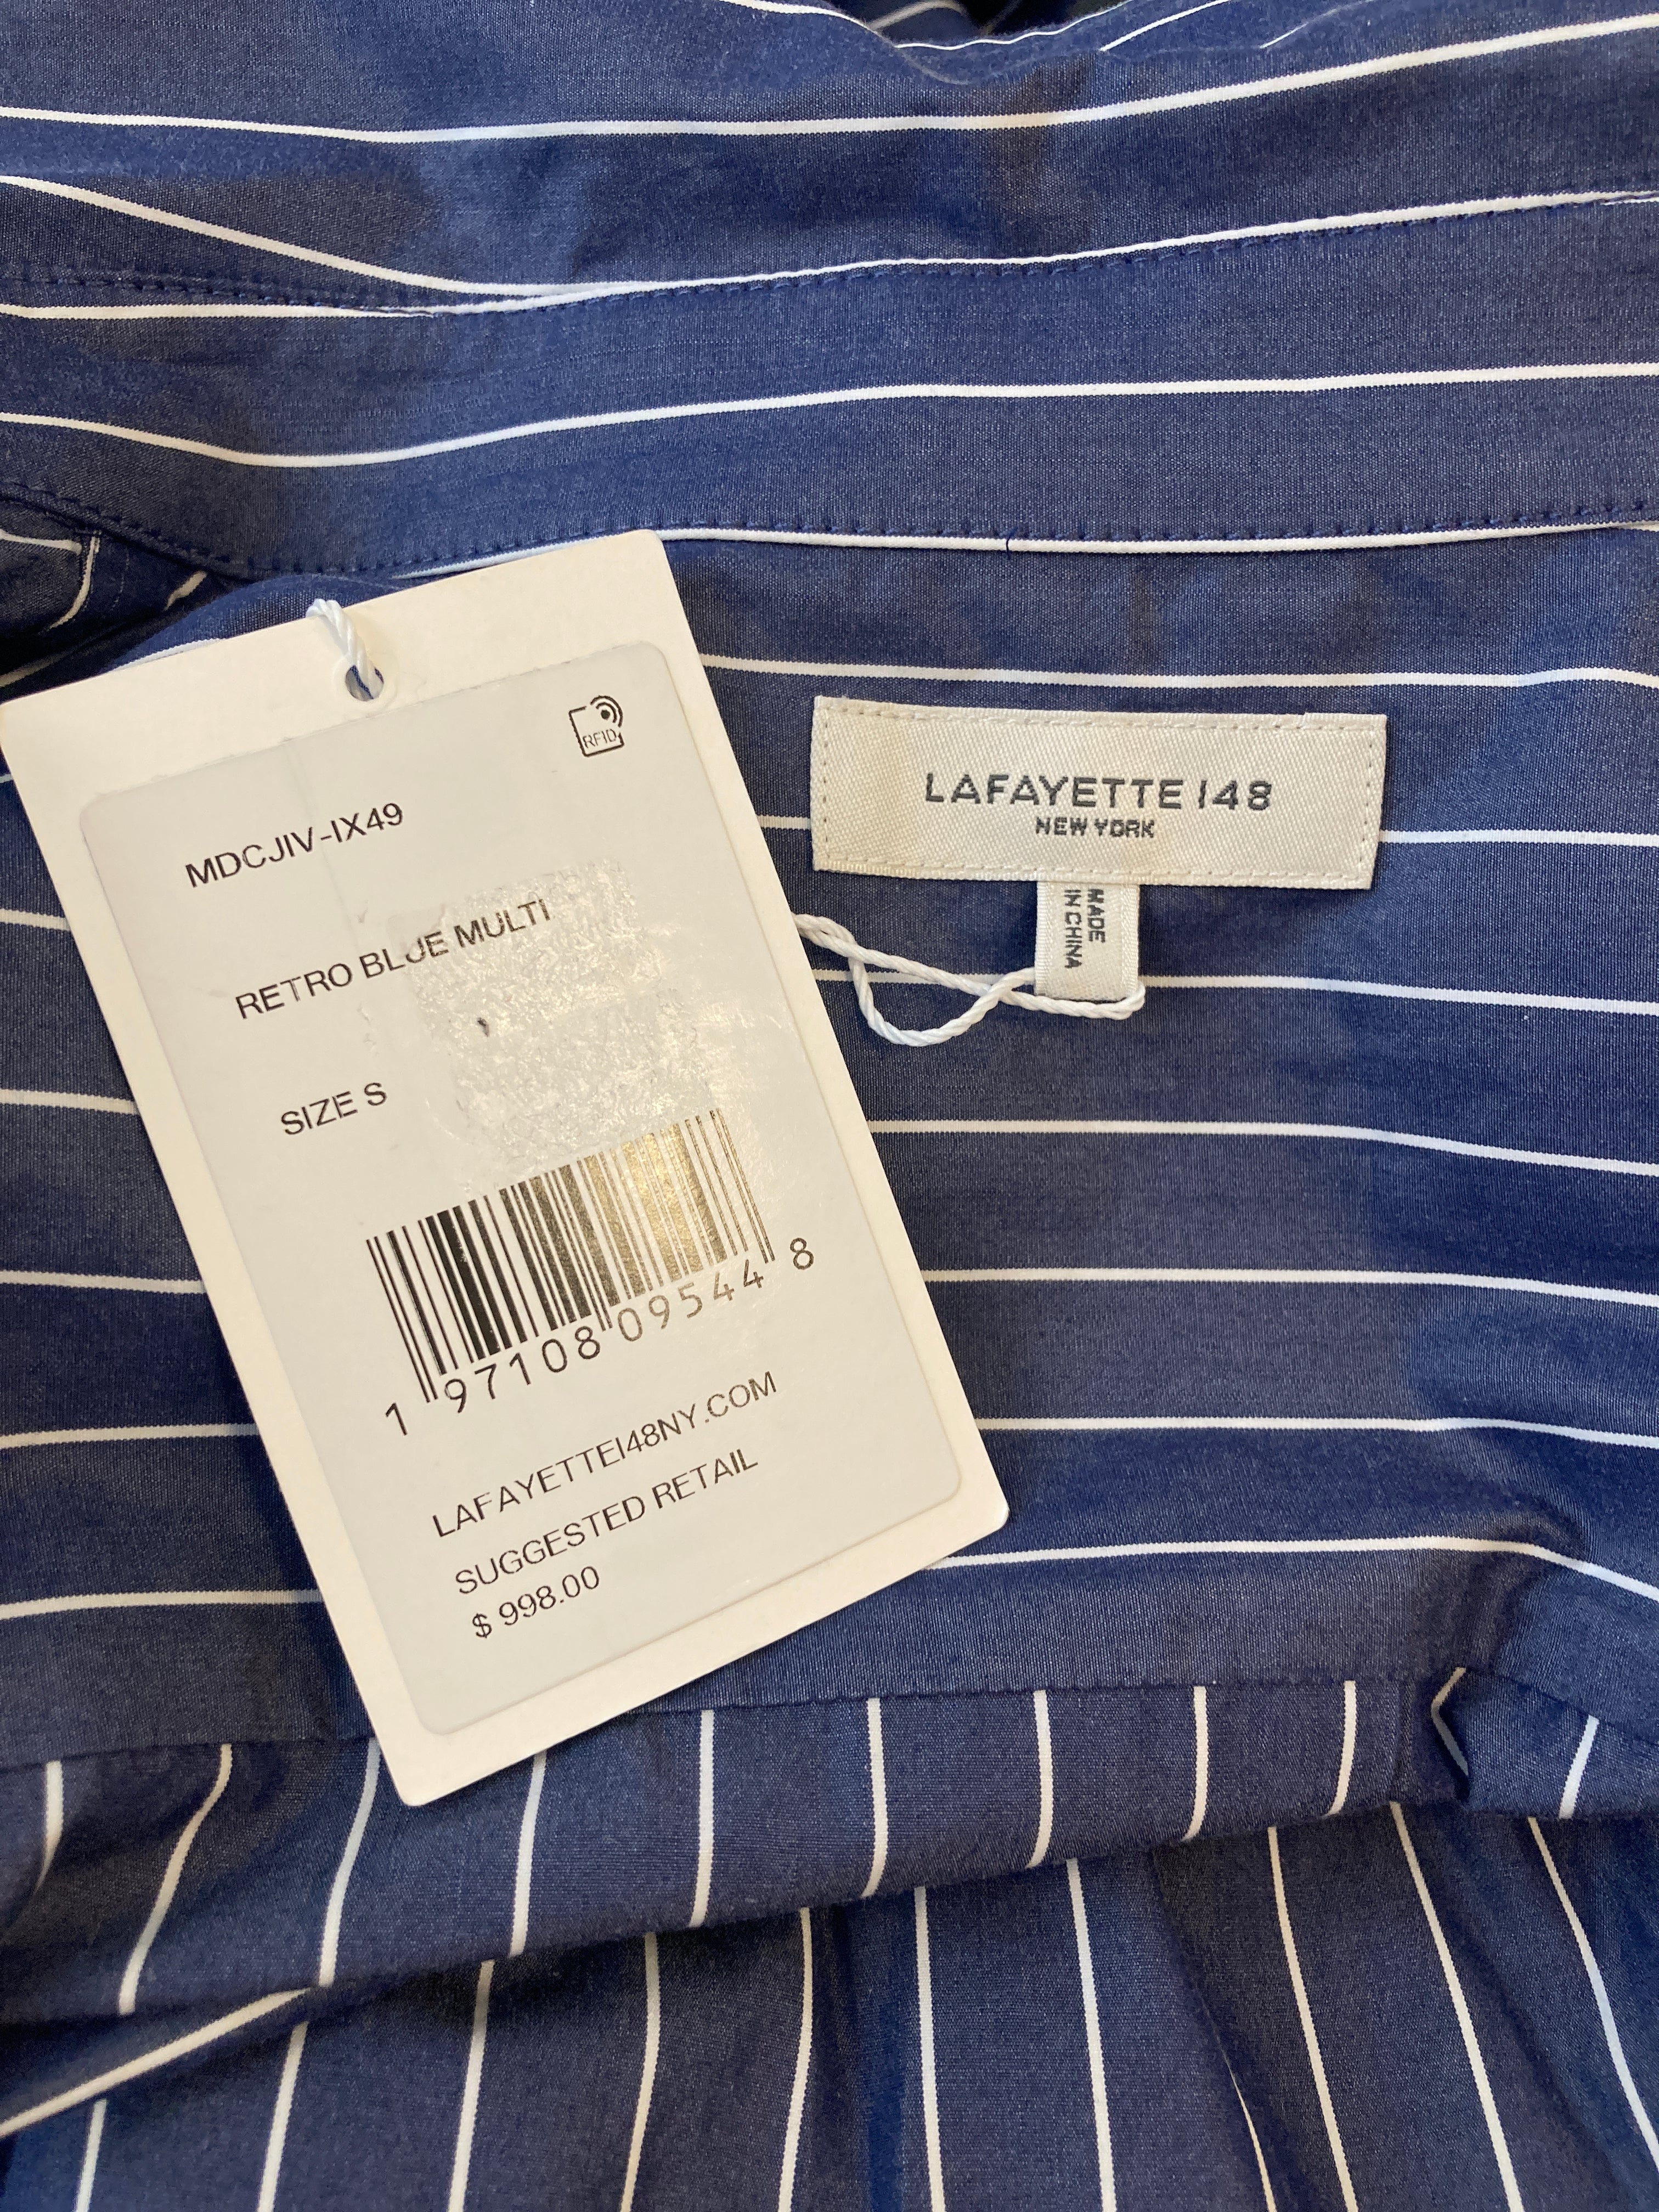 RFID
MDCJIV-IX49
RETRO BLUE MULTI
SIZE S
1 97108 09544 8
LAFAYETTE148NY.COM
SUGGESTED RETAIL
$ 998.00
LAFAYETTE 148
NEW YORK
MADE
IN CHINA